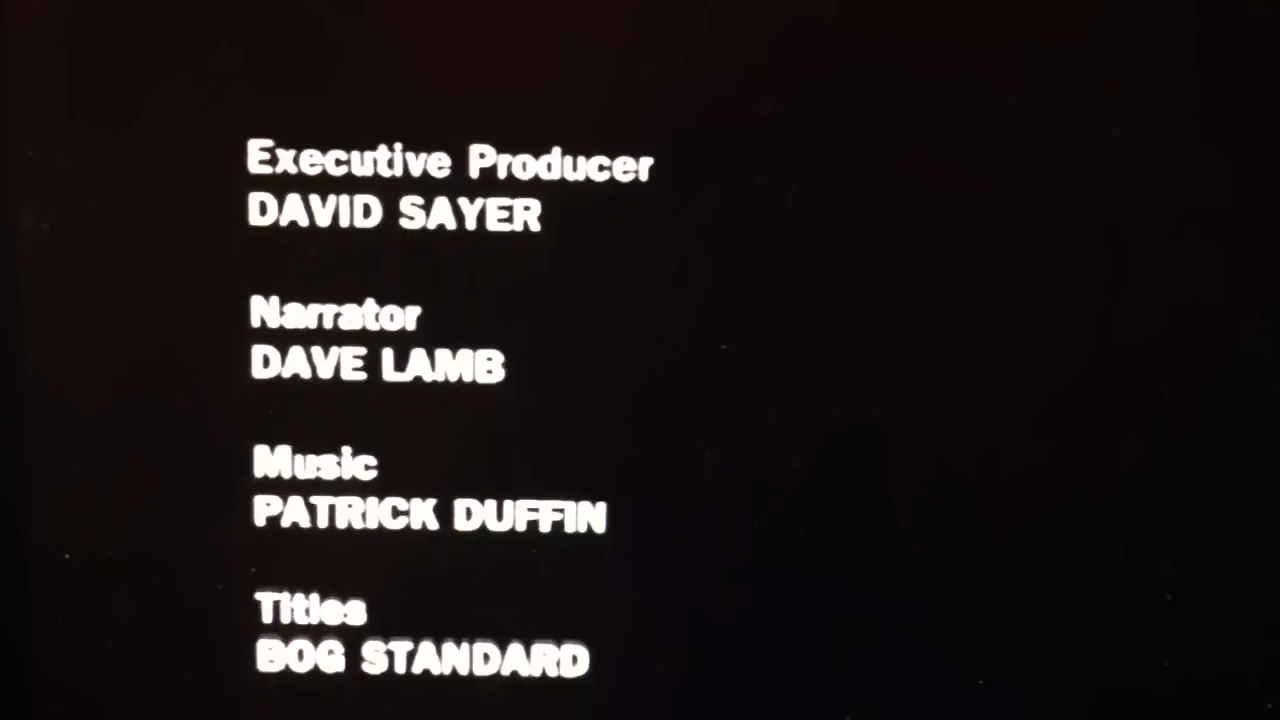 Executive Producer
DAVID SAYER
Narrator
DAVE LAMB
Music
PATRICK DUFFIN
Titles
BOG STANDARD